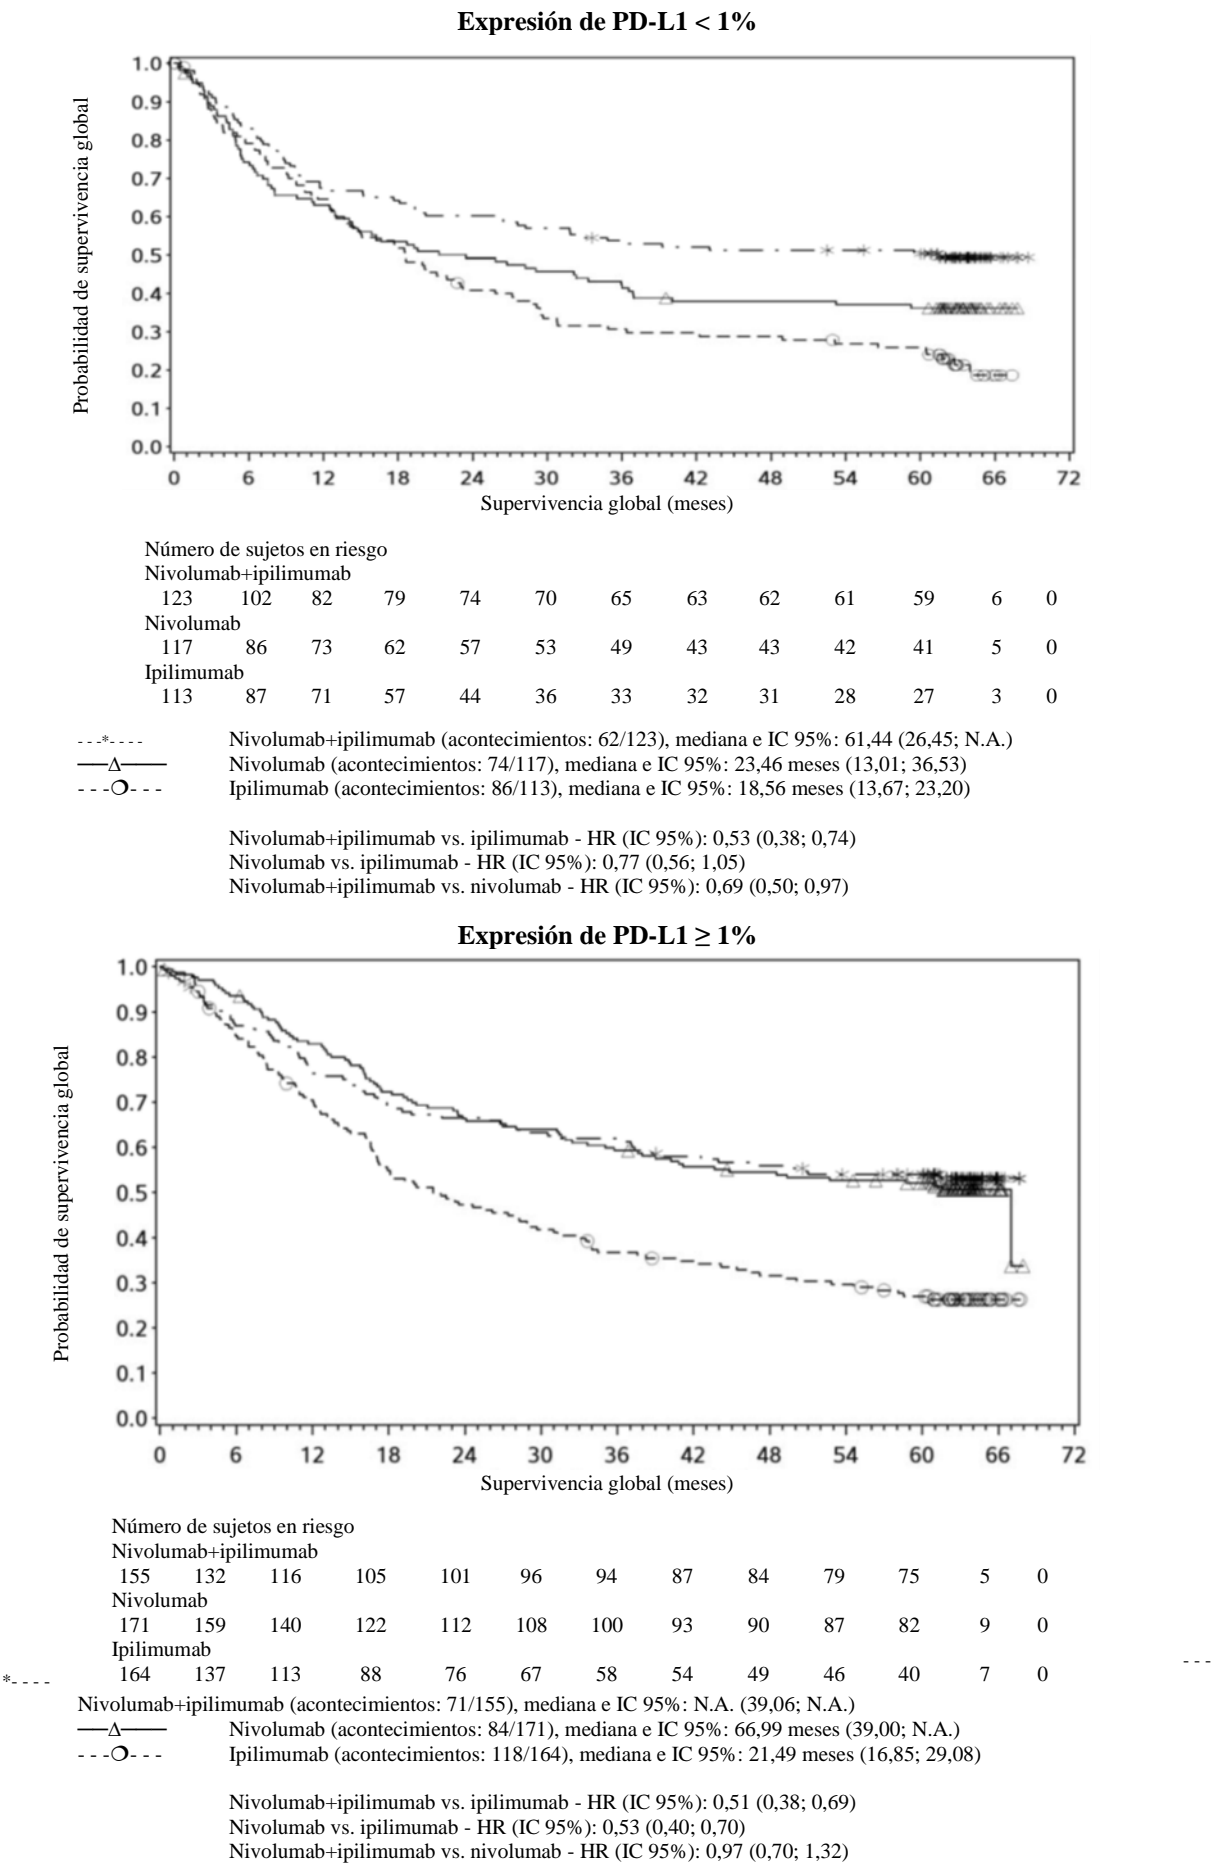 Expresión de PD-L1 < 1%
Probabilidad de supervivencia global
1.0
0.9
0.8
0.7
0.6
0.5
0.4
0.3
0.2
0.1
0.0
0 6 12 18 24 30 36 42 48 54 60 66 72
Supervivencia global (meses)
Número de sujetos en riesgo
Nivolumab+ipilimumab
123 102 82 79 74 70 65 63 62 61 59 6 0
Nivolumab
117 86 73 62 57 53 49 43 43 42 41 5 0
Ipilimumab
113 87 71 57 44 36 33 32 31 28 27 3 0
- - -*- - - - Nivolumab+ipilimumab (acontecimientos: 62/123), mediana e IC 95%: 61,44 (26,45; N.A.)
──∆─── Nivolumab (acontecimientos: 74/117), mediana e IC 95%: 23,46 meses (13,01; 36,53)
- - -❍- - - Ipilimumab (acontecimientos: 86/113), mediana e IC 95%: 18,56 meses (13,67; 23,20)
Nivolumab+ipilimumab vs. ipilimumab - HR (IC 95%): 0,53 (0,38; 0,74)
Nivolumab vs. ipilimumab - HR (IC 95%): 0,77 (0,56; 1,05)
Nivolumab+ipilimumab vs. nivolumab - HR (IC 95%): 0,69 (0,50; 0,97)
Expresión de PD-L1 ≥ 1%
Probabilidad de supervivencia global
1.0
0.9
0.8
0.7
0.6
0.5
0.4
0.3
0.2
0.1
0.0
0 6 12 18 24 30 36 42 48 54 60 66 72
Supervivencia global (meses)
Número de sujetos en riesgo
Nivolumab+ipilimumab
155 132 116 105 101 96 94 87 84 79 75 5 0
Nivolumab
171 159 140 122 112 108 100 93 90 87 82 9 0
Ipilimumab
164 137 113 88 76 67 58 54 49 46 40 7 0
- - -
*- - - -
Nivolumab+ipilimumab (acontecimientos: 71/155), mediana e IC 95%: N.A. (39,06; N.A.)
──∆─── Nivolumab (acontecimientos: 84/171), mediana e IC 95%: 66,99 meses (39,00; N.A.)
- - -❍- - - Ipilimumab (acontecimientos: 118/164), mediana e IC 95%: 21,49 meses (16,85; 29,08)
Nivolumab+ipilimumab vs. ipilimumab - HR (IC 95%): 0,51 (0,38; 0,69)
Nivolumab vs. ipilimumab - HR (IC 95%): 0,53 (0,40; 0,70)
Nivolumab+ipilimumab vs. nivolumab - HR (IC 95%): 0,97 (0,70; 1,32)